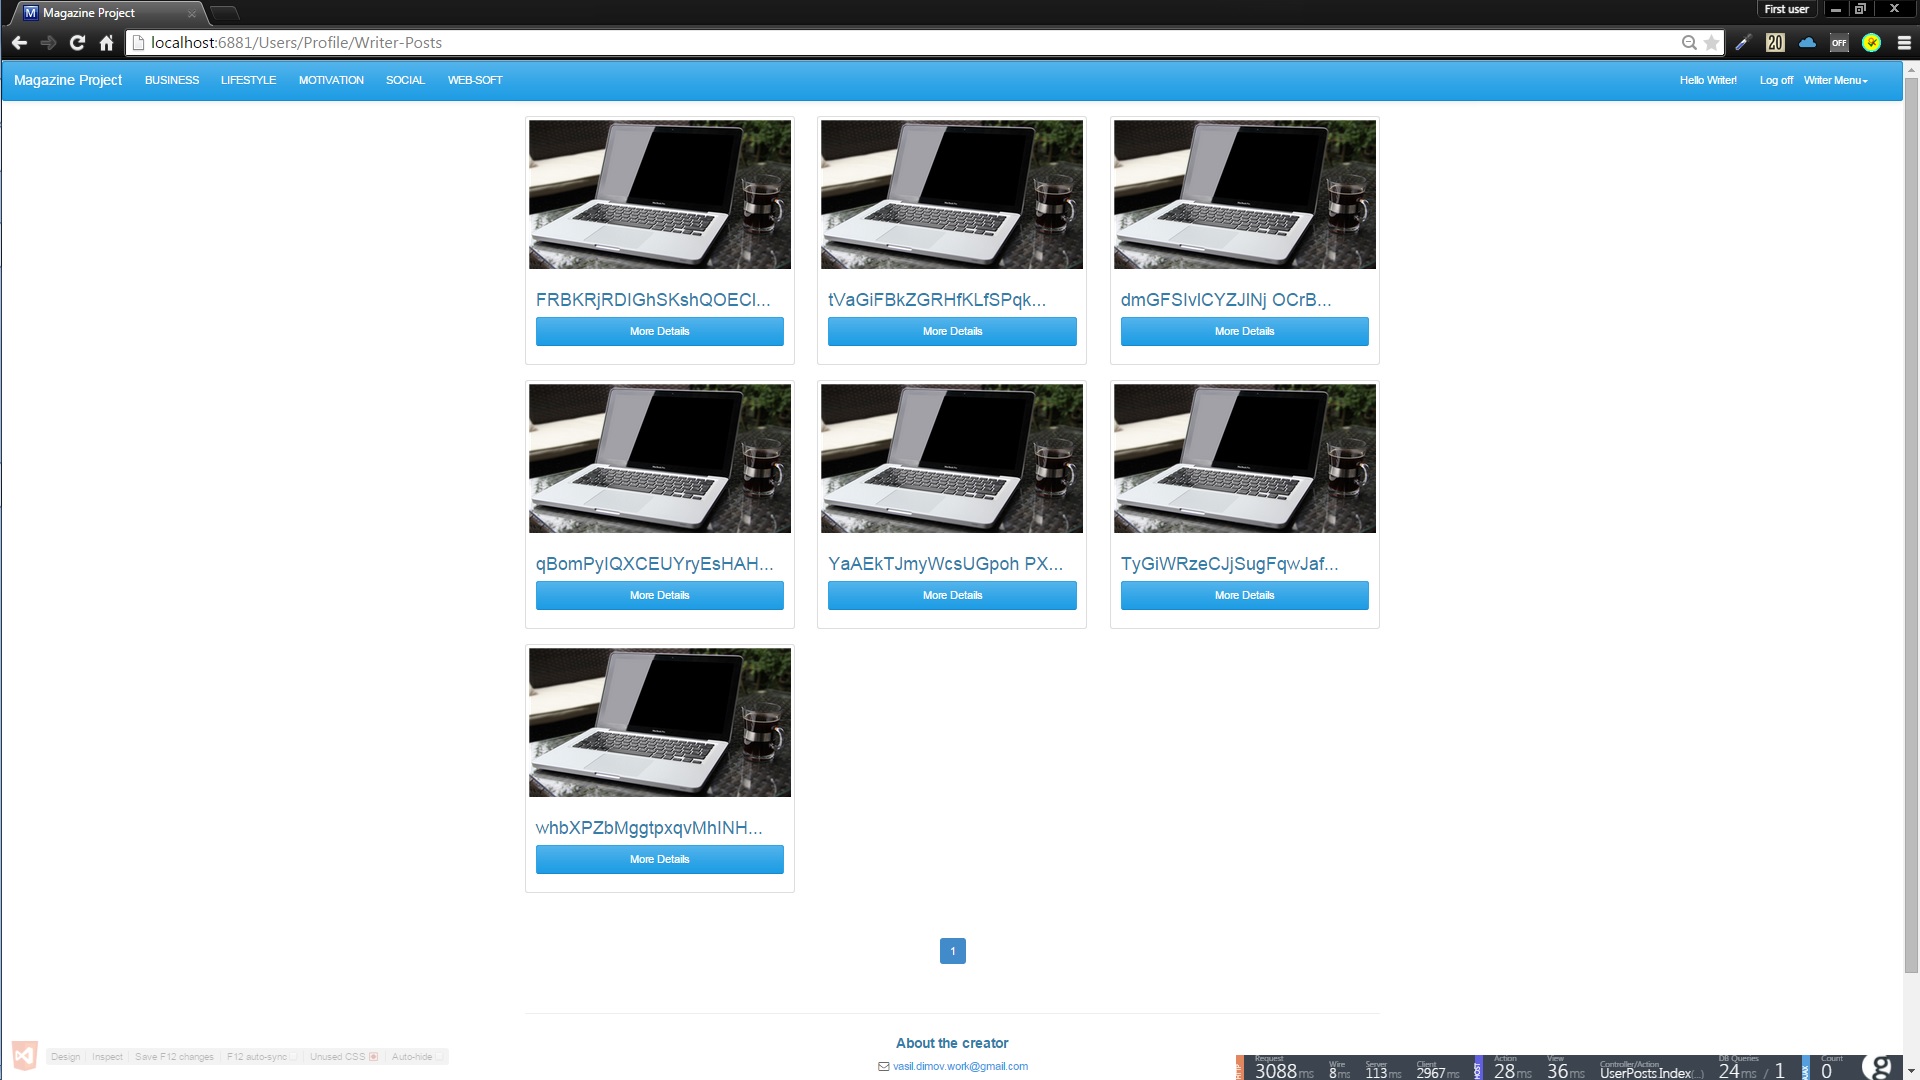 Magazine Project
First user
localhost:6881/Users/Profile/Writer-Posts
20
OFF
Magazine Project BUSINESS LIFESTYLE MOTIVATION SOCIAL WEB-SOFT Hello Writer! Log off Writer Menu
FRBKRjRDIGhSKshQOECI... tVaGiFBkZGRHfKLfSPqk... dmGFSIvICYZJINj OCrB...
More Details More Details More Details
qBomPyIQXCEUYryEsHAH... YaAEkTJmyWcsUGpoh PX... TyGiWRzeCJjSugFqwJaf...
More Details More Details More Details
whbXPZbMggtpxqvMhINH...
More Details
1
About the creator
vasil.dimov.work@gmail.com
Design Inspect Save F12 changes F12 auto-sync Unused CSS Auto-hide
HTTP Request 3088 ms Wire 8 ms Server 113 ms Client 2967 ms HOST Action 28 ms View 36 ms Controller/Action UserPosts.Index(...) DB Queries 24 ms / 1 AJAX Count 0 g